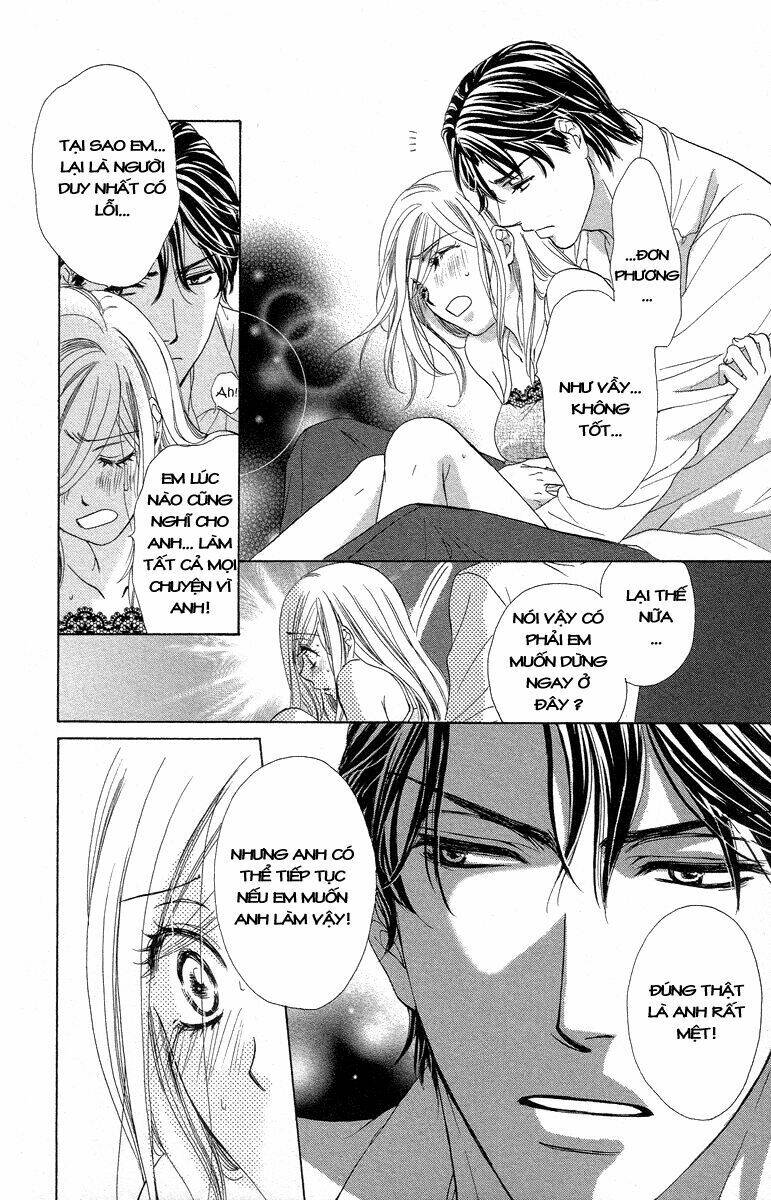 ...ĐƠN
PHƯƠNG
...
NHƯ VẦY...
KHÔNG
TỐT...
TẠI SAO EM...
LẠI LÀ NGƯỜI
DUY NHẤT CÓ
LỖI...
Ah!
EM LÚC
NÀO CŨNG
NGHĨ CHO
ANH... LÀM
TẤT CẢ MỌI
CHUYỆN VÌ
ANH!
LẠI THẾ
NỮA
...
NÓI VẬY CÓ
PHẢI EM
MUỐN DỪNG
NGAY Ở
ĐÂY ?
ĐÚNG THẬT
LÀ ANH RẤT
MỆT!
NHƯNG ANH CÓ
THỂ TIẾP TỤC
NẾU EM MUỐN
ANH LÀM VẬY!